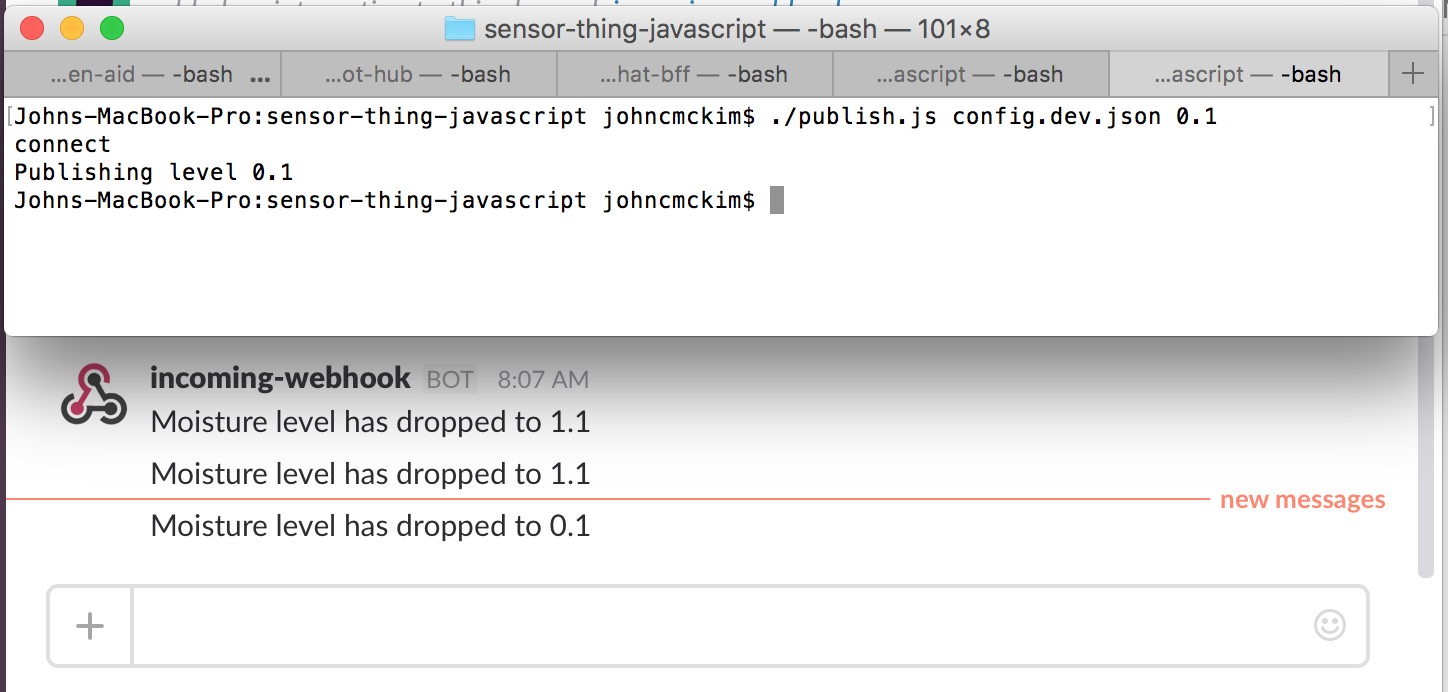 sensor-thing-javascript — -bash — 101×8
...en-aid — -bash ...
...ot-hub — -bash
...hat-bff — -bash
...ascript — -bash
...ascript — -bash
[Johns-MacBook-Pro:sensor-thing-javascript johncmckim$ ./publish.js config.dev.json 0.1 ]
connect
Publishing level 0.1
Johns-MacBook-Pro:sensor-thing-javascript johncmckim$
incoming-webhook BOT 8:07 AM
Moisture level has dropped to 1.1
Moisture level has dropped to 1.1
new messages
Moisture level has dropped to 0.1